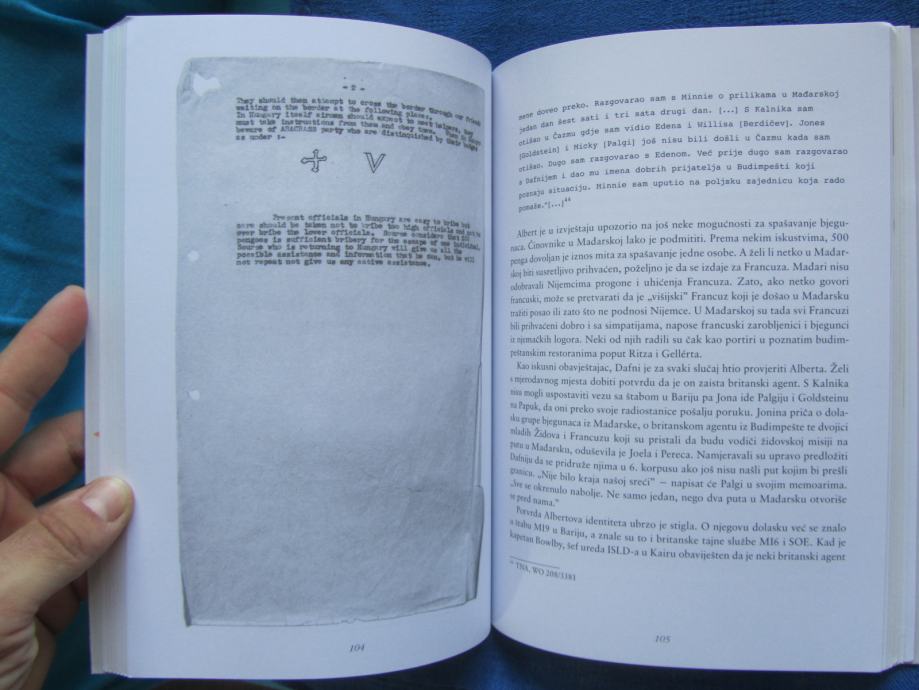 - 2 -
They should then attempt to cross the border through our friend
waiting on the border at the following places.
In Hungary itself airmen should expect to meet helpers, they
must take instructions from them and obey them.
beware of party who are distinguished by their badge,
as under :-
V
Present officials in Hungary are easy to bribe but
care should be taken not to bribe too high officials and not to
over bribe the lower officials. Source considers that 500
pengoes is sufficient bribery for the escape of one individual.
Source who is returning to Hungary will give us all the
possible assistance and information that he can, but he will
not repeat not give us any active assistance.
104
mene doveo preko. Razgovarao sam s Minnie o prilikama u Mađarskoj
jedan dan šest sati i tri sata drugi dan. [...] S Kalnika sam
otišao u Čazmu gdje sam vidio Edena i Willisa [Berdičev]. Jones
[Goldstein] i Micky [Palgi] još nisu bili došli u Čazmu kada sam
otišao. Dugo sam razgovarao s Edenom. Već prije dugo sam razgovarao
s Dafnijem i dao mu imena dobrih prijatelja u Budimpešti koji
poznaju situaciju. Minnie sam uputio na poljsku zajednicu koja rado
pomaže."[...]⁴⁴
Albert je u izvještaju upozorio na još neke mogućnosti za spašavanje bjegu-
naca. Činovnike u Mađarskoj lako je podmititi. Prema nekim iskustvima, 500
penga dovoljan je iznos mita za spašavanje jedne osobe. A želi li netko u Mađar-
skoj biti susretljivo prihvaćen, poželjno je da se izdaje za Francuza. Mađari nisu
odobravali Nijemcima progone i uhićenja Francuza. Zato, ako netko govori
francuski, može se pretvarati da je „višijski” Francuz koji je došao u Mađarsku
tražiti posao ili zato što ne podnosi Nijemce. U Mađarskoj su tada svi Francuzi
bili prihvaćeni dobro i sa simpatijama, napose francuski zarobljenici i bjegunci
iz njemačkih logora. Neki od njih radili su čak kao portiri u poznatim budim-
peštanskim restoranima poput Ritza i Gellérta.
Kao iskusni obavještajac, Dafni je za svaki slučaj htio provjeriti Alberta. Želi
s mjerodavnog mjesta dobiti potvrdu da je on zaista britanski agent. S Kalnika
nisu mogli uspostaviti vezu sa štabom u Bariju pa Jona ide Palgiju i Goldsteinu
na Papuk, da oni preko svoje radiostanice pošalju poruku. Jonina priča o dola-
sku grupe bjegunaca iz Mađarske, o britanskom agentu iz Budimpešte te dvojici
mladih Židova i Francuzu koji su pristali da budu vodiči židovskoj misiji na
putu u Mađarsku, oduševila je Joela i Pereca. Namjeravali su upravo predložiti
Dafniju da se pridruže njima u 6. korpusu ako još nisu našli put kojim bi prešli
granicu. „Nije bilo kraja našoj sreći” – napisat će Palgi u svojim memoarima.
„Sve se okrenulo nabolje. Ne samo jedan, nego dva puta u Mađarsku otvoriše
se pred nama.”
Potvrda Albertova identiteta ubrzo je stigla. O njegovu dolasku već se znalo
u štabu MI9 u Bariju, a znale su to i britanske tajne službe MI6 i SOE. Kad je
kapetan Bowlby, šef ureda ISLD-a u Kairu obaviješten da je neki britanski agent
⁴⁴ TNA, WO 208/3381
105